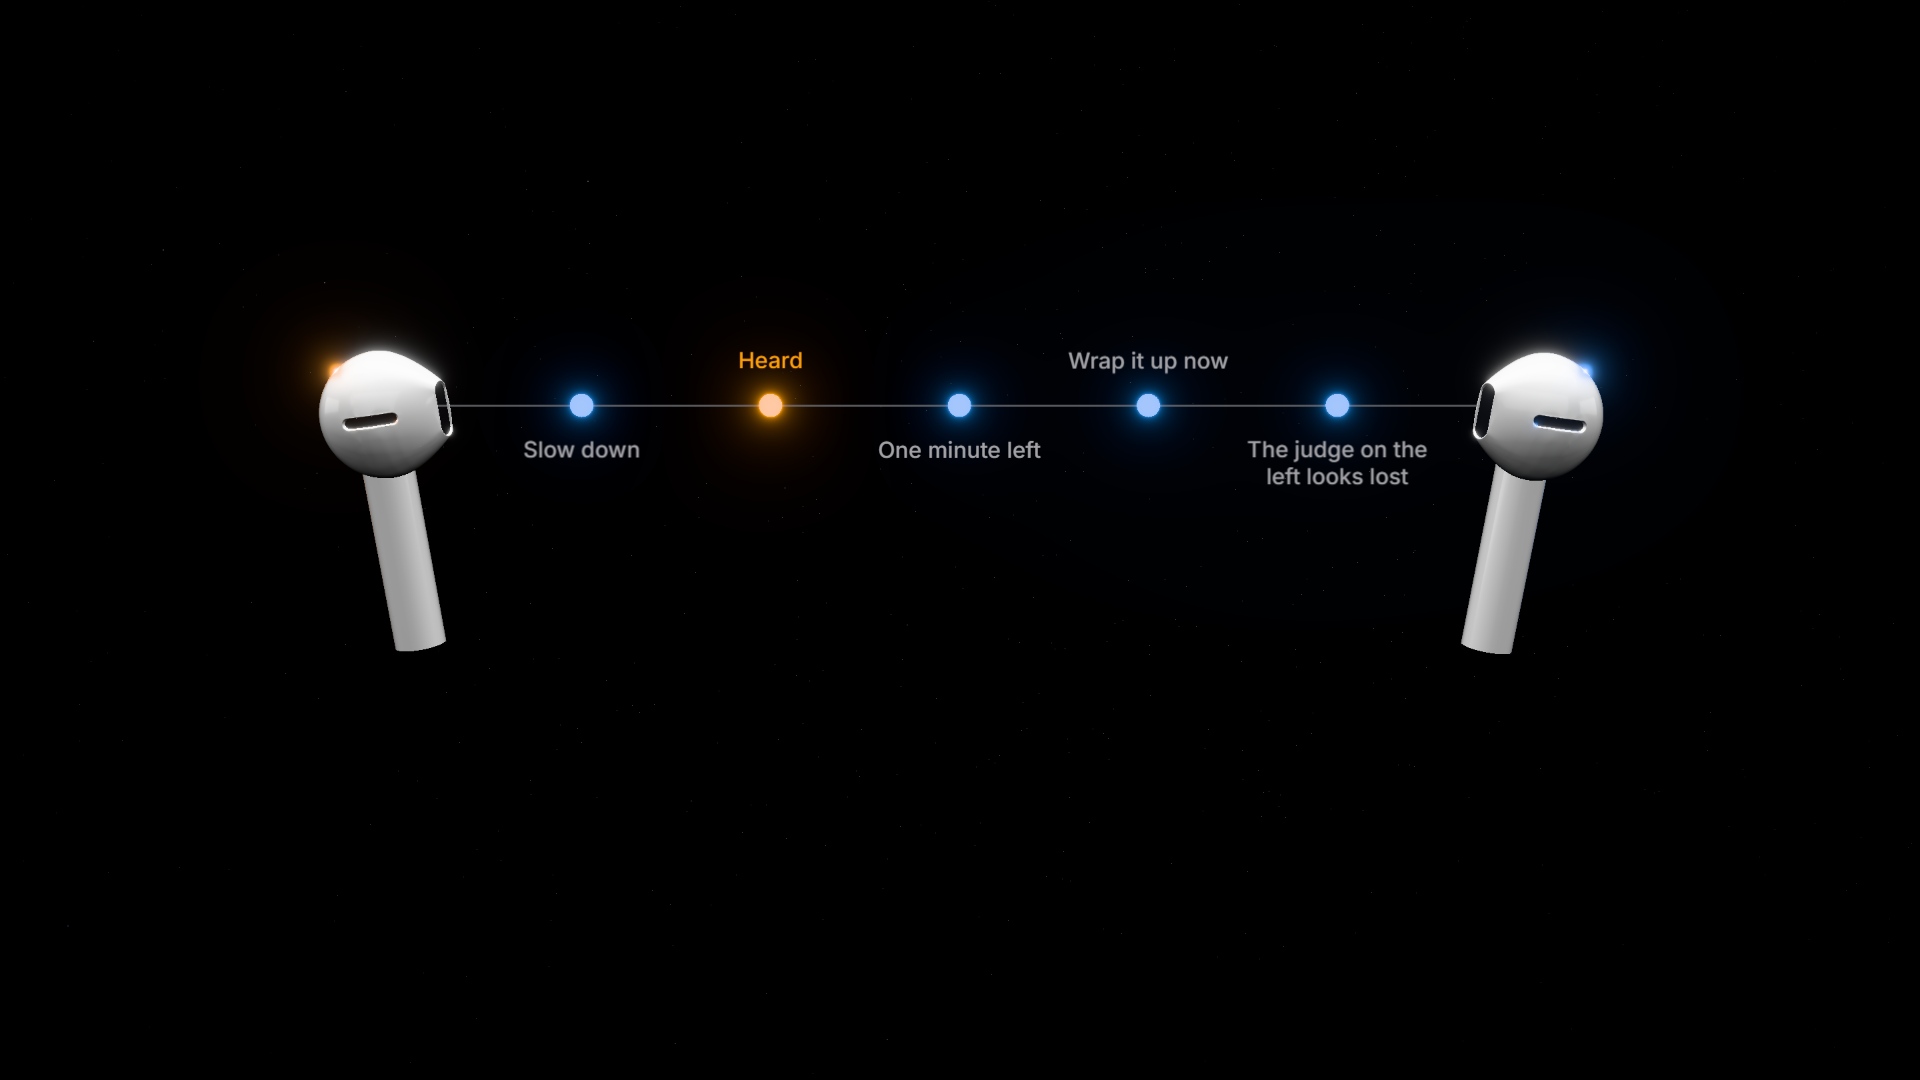 Slow down
Heard
One minute left
Wrap it up now
The judge on the
left looks lost